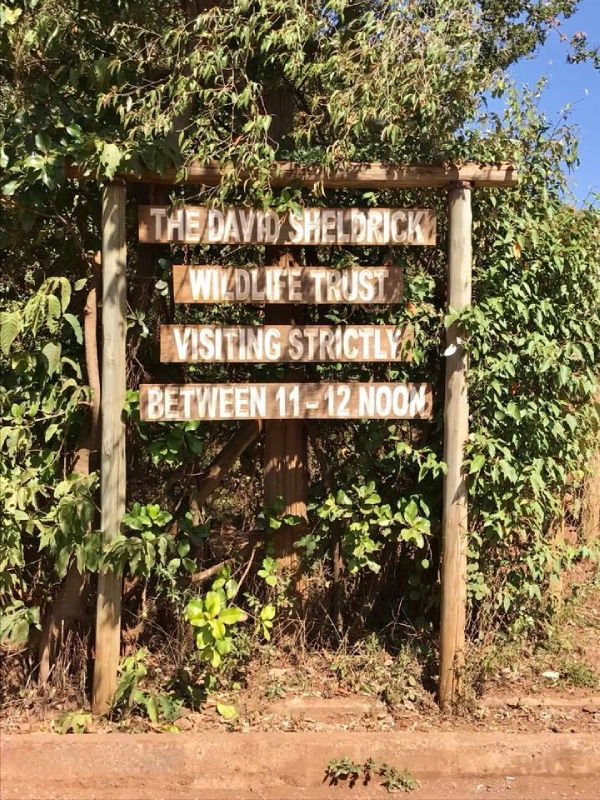 THE DAVID SHELDRICK
WILDLIFE TRUST
VISITING STRICTLY
BETWEEN 11-12 NOON